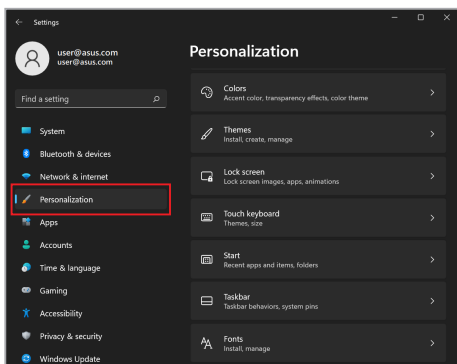 Settings
user@asus.com
user@asus.com
Find a setting
System
Bluetooth & devices
Network & internet
Personalization
Apps
Accounts
Time & language
Gaming
Accessibility
Privacy & security
Windows Update
Personalization
Colors
Accent color, transparency effects, color theme
Themes
Install, create, manage
Lock screen
Lock screen images, apps, animations
Touch keyboard
Themes, size
Start
Recent apps and items, folders
Taskbar
Taskbar behaviors, system pins
Fonts
Install, manage